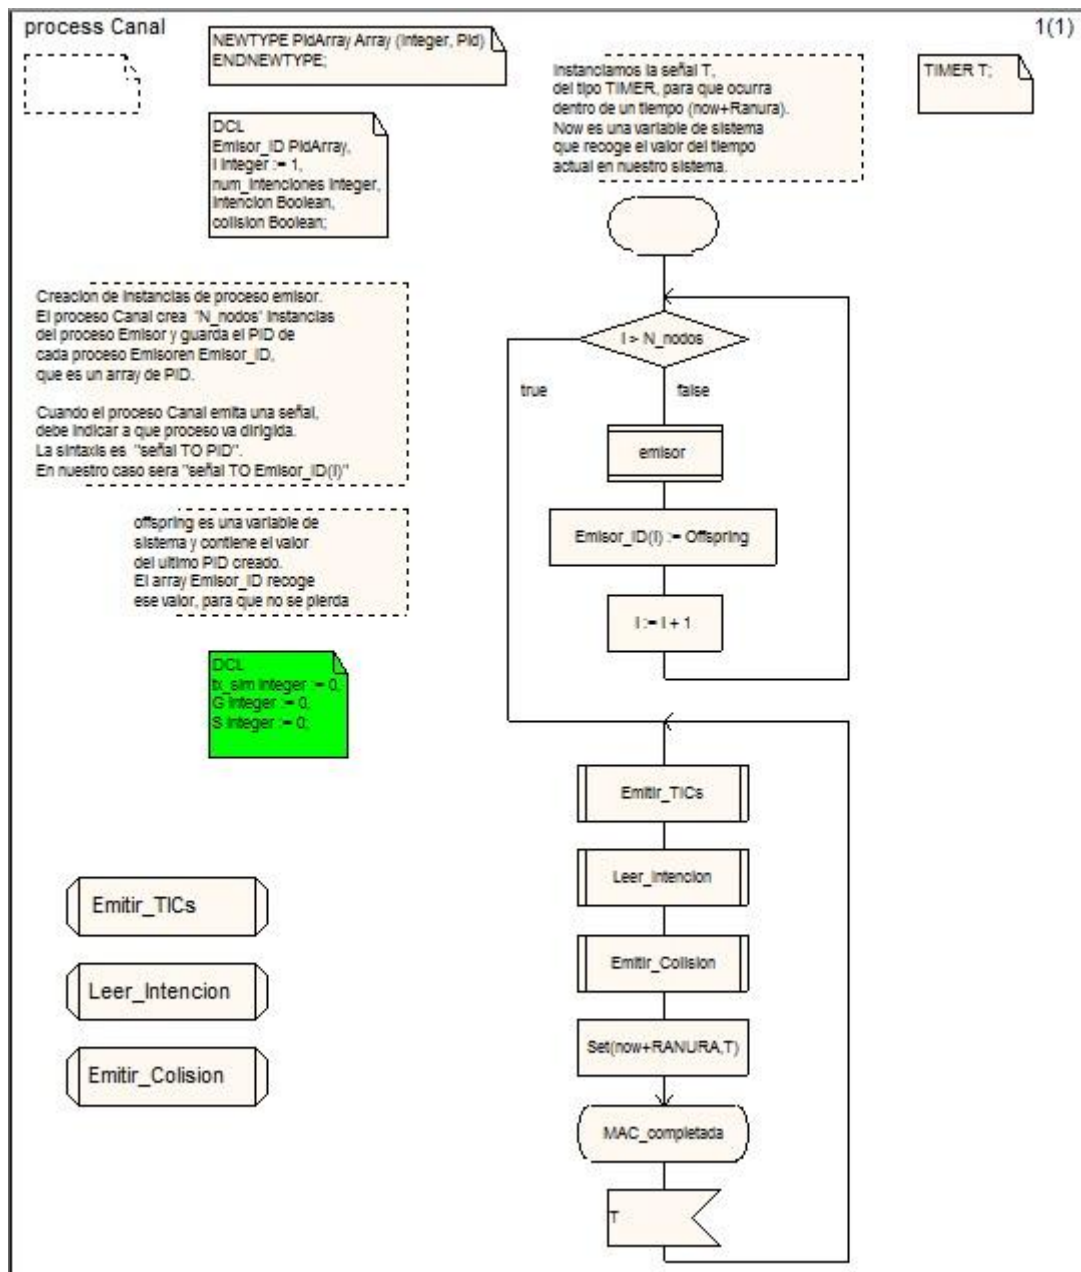 process Canal
1(1)
NEWTYPE PidArray Array (Integer, Pid)
ENDNEWTYPE;
DCL
Emisor_ID PidArray,
I Integer := 1,
num_intenciones Integer,
intencion Boolean,
colision Boolean;
Instanciamos la señal T,
del tipo TIMER, para que ocurra
dentro de un tiempo (now+Ranura).
Now es una variable de sistema
que recoge el valor del tiempo
actual en nuestro sistema.
TIMER T;
Creacion de instancias de proceso emisor.
El proceso Canal crea 'N_nodos' instancias
del proceso Emisor y guarda el PID de
cada proceso Emisoren Emisor_ID,
que es un array de PID.
Cuando el proceso Canal emita una señal,
debe indicar a que proceso va dirigida.
La sintaxis es "señal TO PID".
En nuestro caso sera "señal TO Emisor_ID(I)"
offspring es una variable de
sistema y contiene el valor
del ultimo PID creado.
El array Emisor_ID recoge
ese valor, para que no se pierda
DCL
tx_sim Integer := 0,
G Integer := 0,
S Integer := 0;
I > N_nodos
true
false
emisor
Emisor_ID(I) := Offspring
I := I + 1
Emitir_TICs
Leer_Intencion
Emitir_Colision
Set(now+RANURA,T)
MAC_completada
T
Emitir_TICs
Leer_Intencion
Emitir_Colision